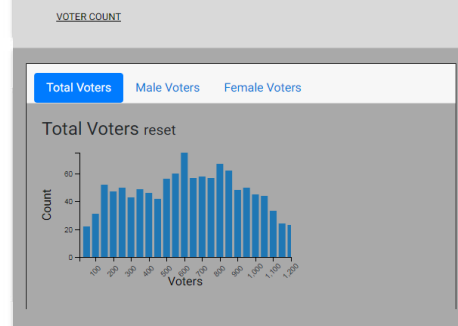 VOTER COUNT
Total Voters Male Voters Female Voters
Total Voters reset
Count
60
40
20
0
100 200 300 400 500 600 700 800 900 1,000 1,100 1,200
Voters